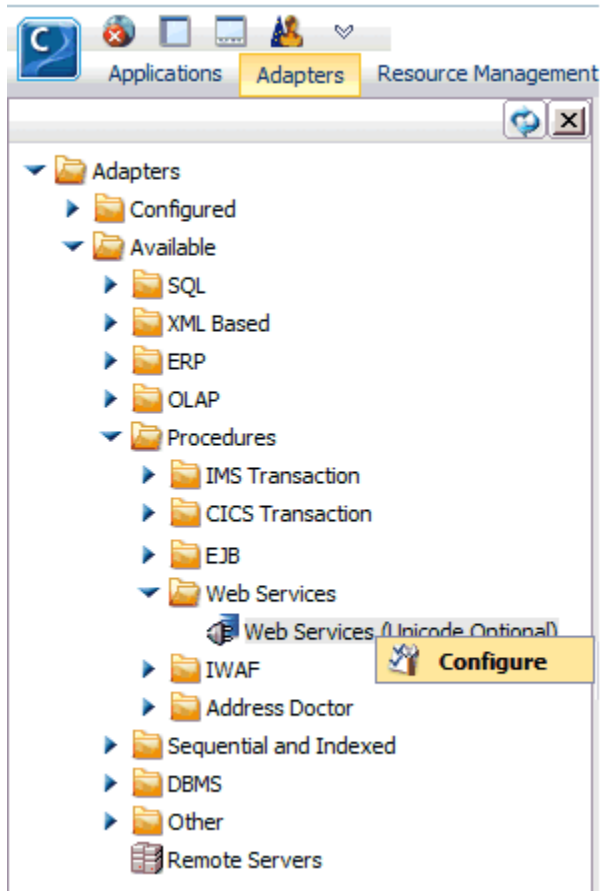 C
Applications Adapters Resource Management
Adapters
Configured
Available
SQL
XML Based
ERP
OLAP
Procedures
IMS Transaction
CICS Transaction
EJB
Web Services
Web Services (Unicode Optional)
Configure
IWAF
Address Doctor
Sequential and Indexed
DBMS
Other
Remote Servers